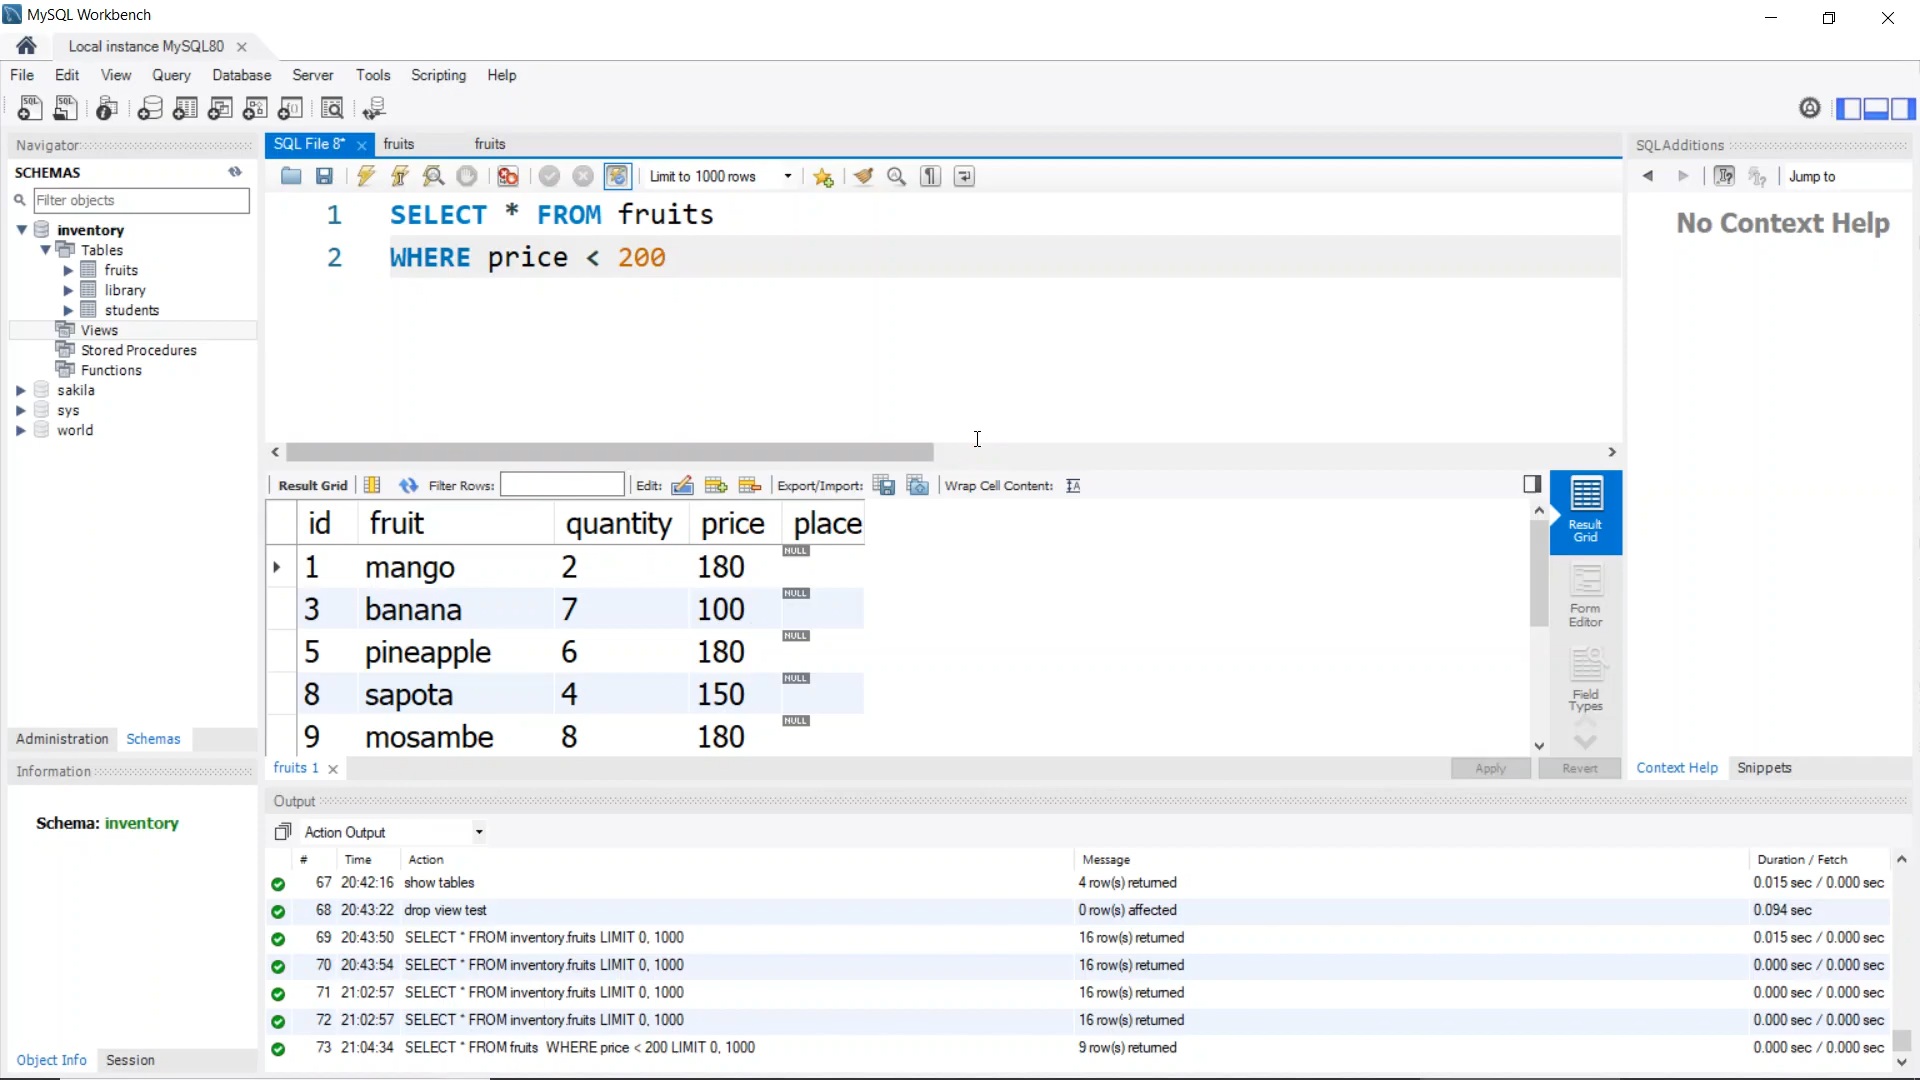 MySQL Workbench
Local instance MySQL80
File Edit View Query Database Server Tools Scripting Help
Navigator
SCHEMAS
Filter objects
inventory
Tables
fruits
library
students
Views
Stored Procedures
Functions
sakila
sys
world
Administration Schemas
Information
Schema: inventory
Object Info Session
SQL File 8* fruits fruits
Limit to 1000 rows
1 SELECT * FROM fruits
2 WHERE price < 200
Result Grid Filter Rows: Edit: Export/Import: Wrap Cell Content:
id fruit quantity price place
1 mango 2 180 NULL
3 banana 7 100 NULL
5 pineapple 6 180 NULL
8 sapota 4 150 NULL
9 mosambe 8 180 NULL
Result
Grid
Form
Editor
Field
Types
fruits 1 Apply Revert
SQLAdditions
Jump to
No Context Help
Context Help Snippets
Output
Action Output
# Time Action Message Duration / Fetch
67 20:42:16 show tables 4 row(s) returned 0.015 sec / 0.000 sec
68 20:43:22 drop view test 0 row(s) affected 0.094 sec
69 20:43:50 SELECT * FROM inventory.fruits LIMIT 0, 1000 16 row(s) returned 0.015 sec / 0.000 sec
70 20:43:54 SELECT * FROM inventory.fruits LIMIT 0, 1000 16 row(s) returned 0.000 sec / 0.000 sec
71 21:02:57 SELECT * FROM inventory.fruits LIMIT 0, 1000 16 row(s) returned 0.000 sec / 0.000 sec
72 21:02:57 SELECT * FROM inventory.fruits LIMIT 0, 1000 16 row(s) returned 0.000 sec / 0.000 sec
73 21:04:34 SELECT * FROM fruits WHERE price < 200 LIMIT 0, 1000 9 row(s) returned 0.000 sec / 0.000 sec